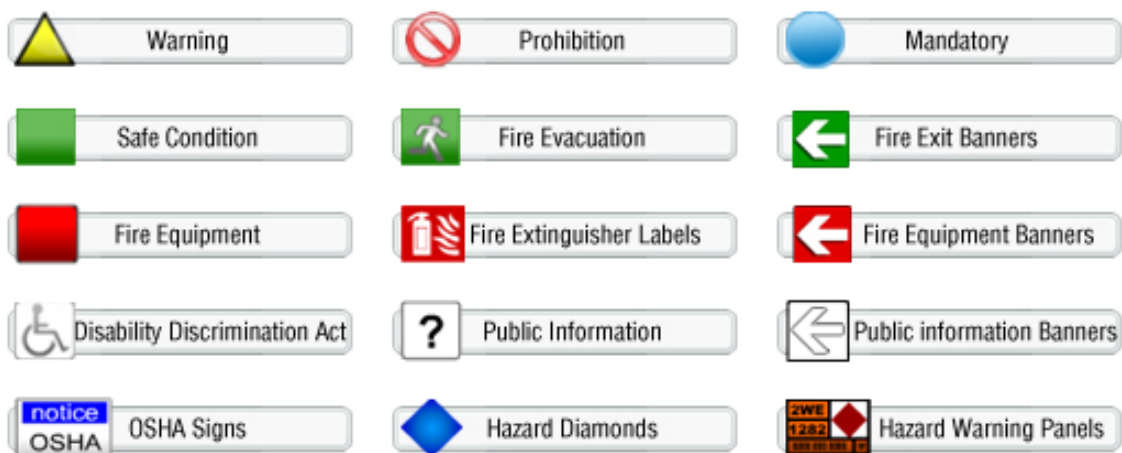 Warning
Prohibition
Mandatory
Safe Condition
Fire Evacuation
Fire Exit Banners
Fire Equipment
Fire Extinguisher Labels
Fire Equipment Banners
Disability Discrimination Act
?
Public Information
Public information Banners
notice
OSHA
OSHA Signs
Hazard Diamonds
2WE
1282
Hazard Warning Panels